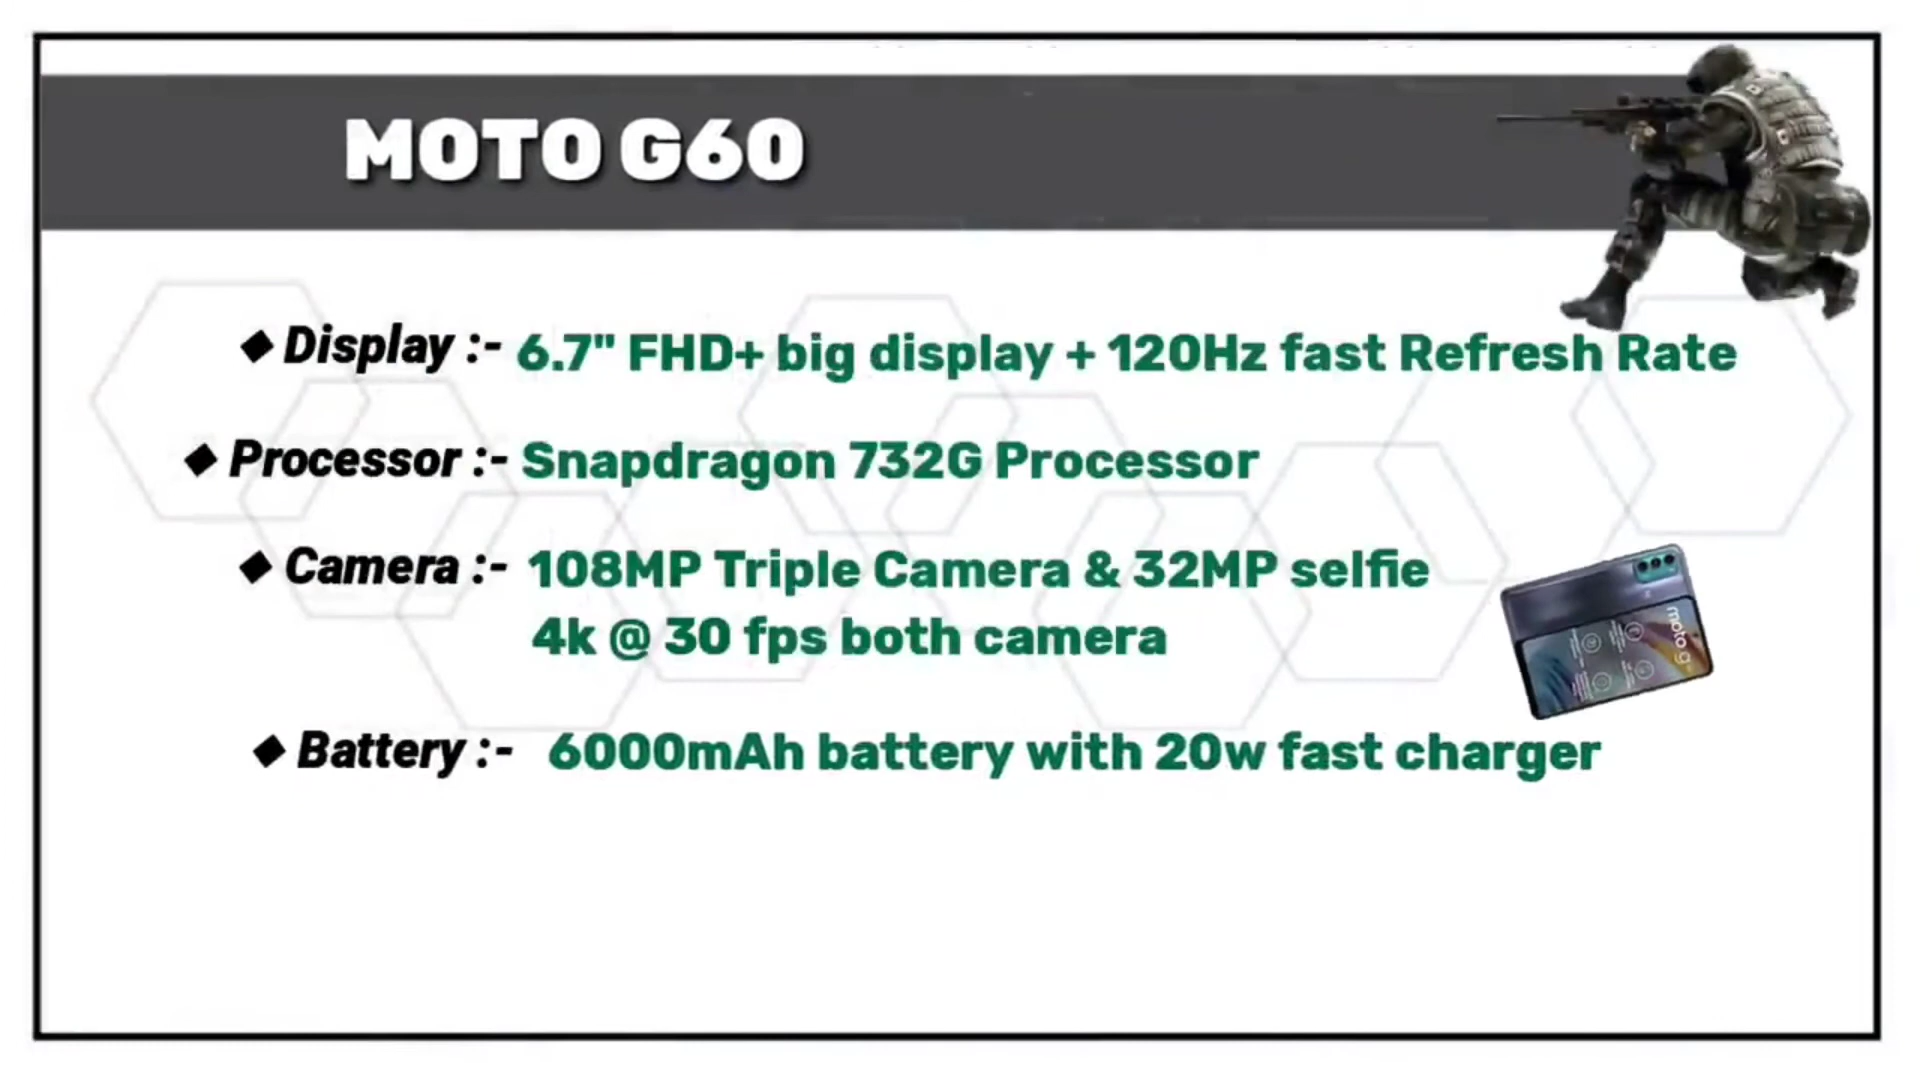 MOTO G60
◆ Display :- 6.7" FHD+ big display + 120Hz fast Refresh Rate
◆ Processor :- Snapdragon 732G Processor
◆ Camera :- 108MP Triple Camera & 32MP selfie
4k @ 30 fps both camera
moto g
◆ Battery :- 6000mAh battery with 20w fast charger